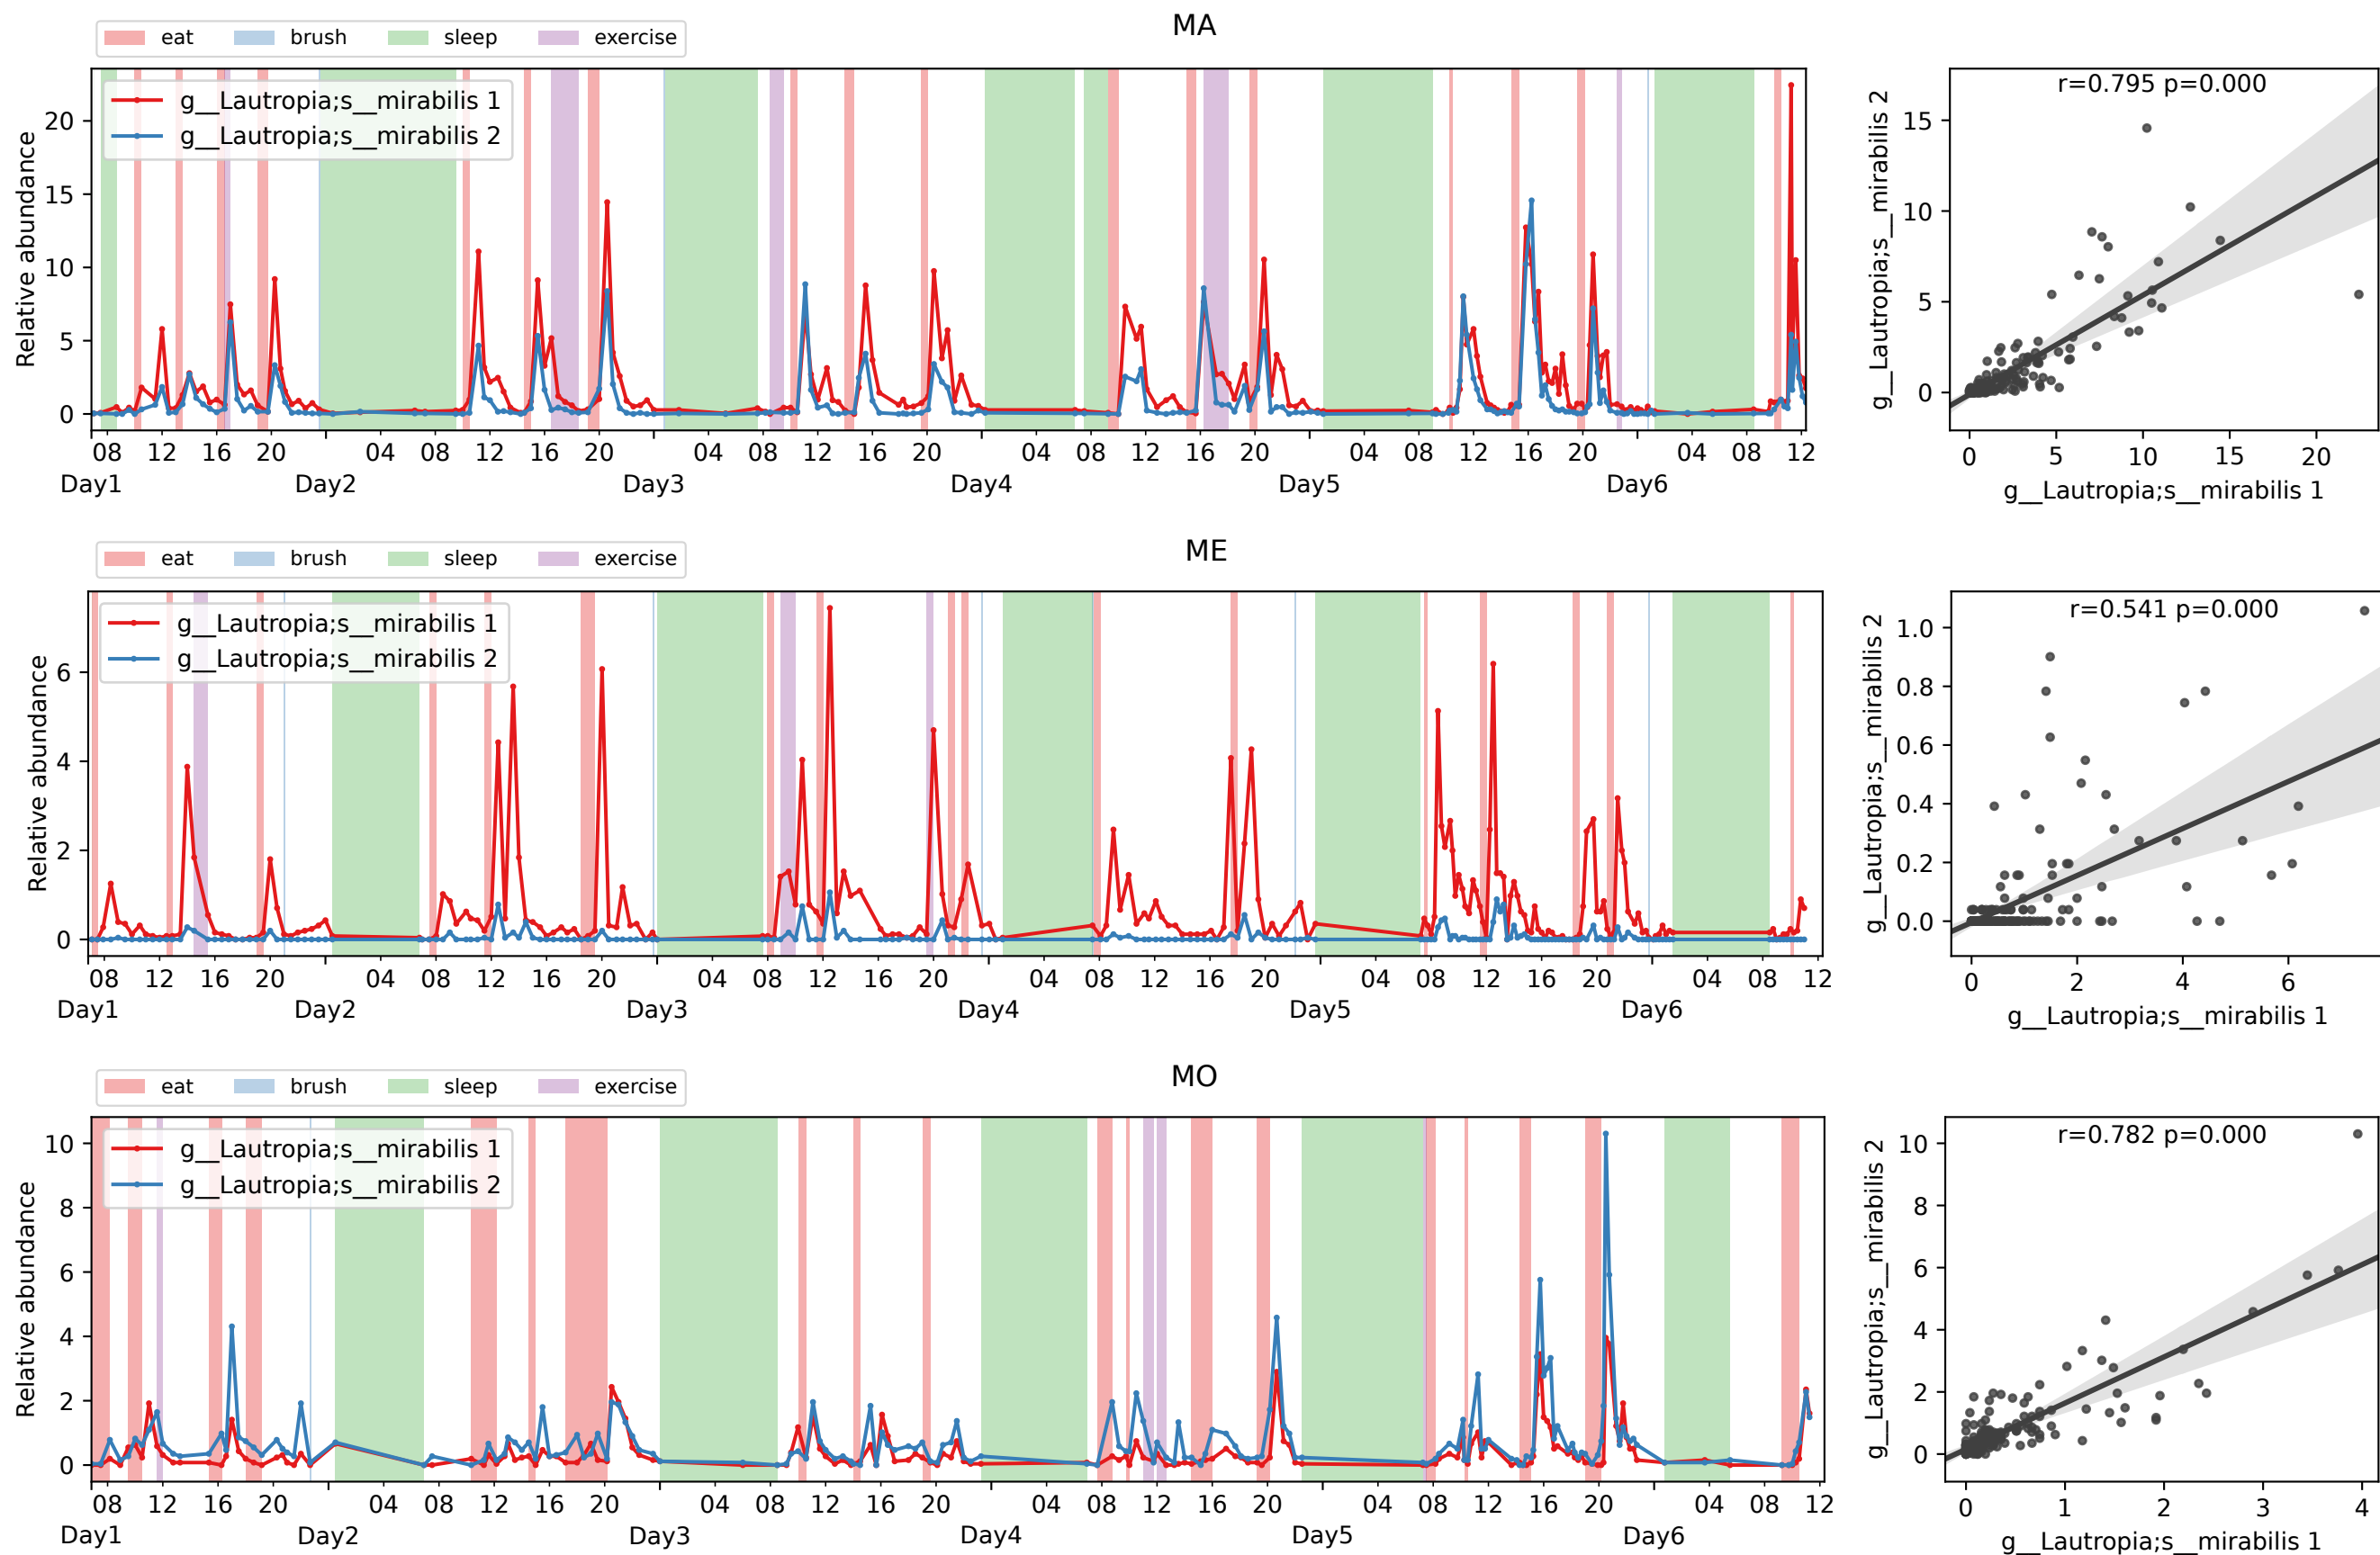 MA
eat brush sleep exercise
g__Lautropia;s__mirabilis 1
g__Lautropia;s__mirabilis 2
Relative abundance
20
15
10
5
0
08 12 16 20 04 08 12 16 20 04 08 12 16 20 04 08 12 16 20 04 08 12 16 20 04 08 12
Day1 Day2 Day3 Day4 Day5 Day6
r=0.795 p=0.000
g__Lautropia;s__mirabilis 2
15
10
5
0
0 5 10 15 20
g__Lautropia;s__mirabilis 1
ME
eat brush sleep exercise
g__Lautropia;s__mirabilis 1
g__Lautropia;s__mirabilis 2
Relative abundance
6
4
2
0
08 12 16 20 04 08 12 16 20 04 08 12 16 20 04 08 12 16 20 04 08 12 16 20 04 08 12
Day1 Day2 Day3 Day4 Day5 Day6
r=0.541 p=0.000
g__Lautropia;s__mirabilis 2
1.0
0.8
0.6
0.4
0.2
0.0
0 2 4 6
g__Lautropia;s__mirabilis 1
MO
eat brush sleep exercise
g__Lautropia;s__mirabilis 1
g__Lautropia;s__mirabilis 2
Relative abundance
10
8
6
4
2
0
08 12 16 20 04 08 12 16 20 04 08 12 16 20 04 08 12 16 20 04 08 12 16 20 04 08 12
Day1 Day2 Day3 Day4 Day5 Day6
r=0.782 p=0.000
g__Lautropia;s__mirabilis 2
10
8
6
4
2
0
0 1 2 3 4
g__Lautropia;s__mirabilis 1